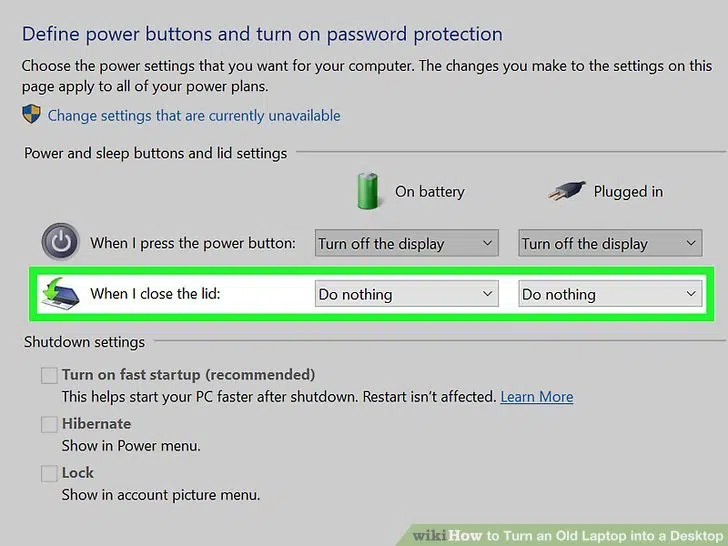 Define power buttons and turn on password protection
Choose the power settings that you want for your computer. The changes you make to the settings on this
page apply to all of your power plans.
Change settings that are currently unavailable
Power and sleep buttons and lid settings
On battery Plugged in
When I press the power button: Turn off the display Turn off the display
When I close the lid: Do nothing Do nothing
Shutdown settings
Turn on fast startup (recommended)
This helps start your PC faster after shutdown. Restart isn't affected. Learn More
Hibernate
Show in Power menu.
Lock
Show in account picture menu.
wikiHow to Turn an Old Laptop into a Desktop